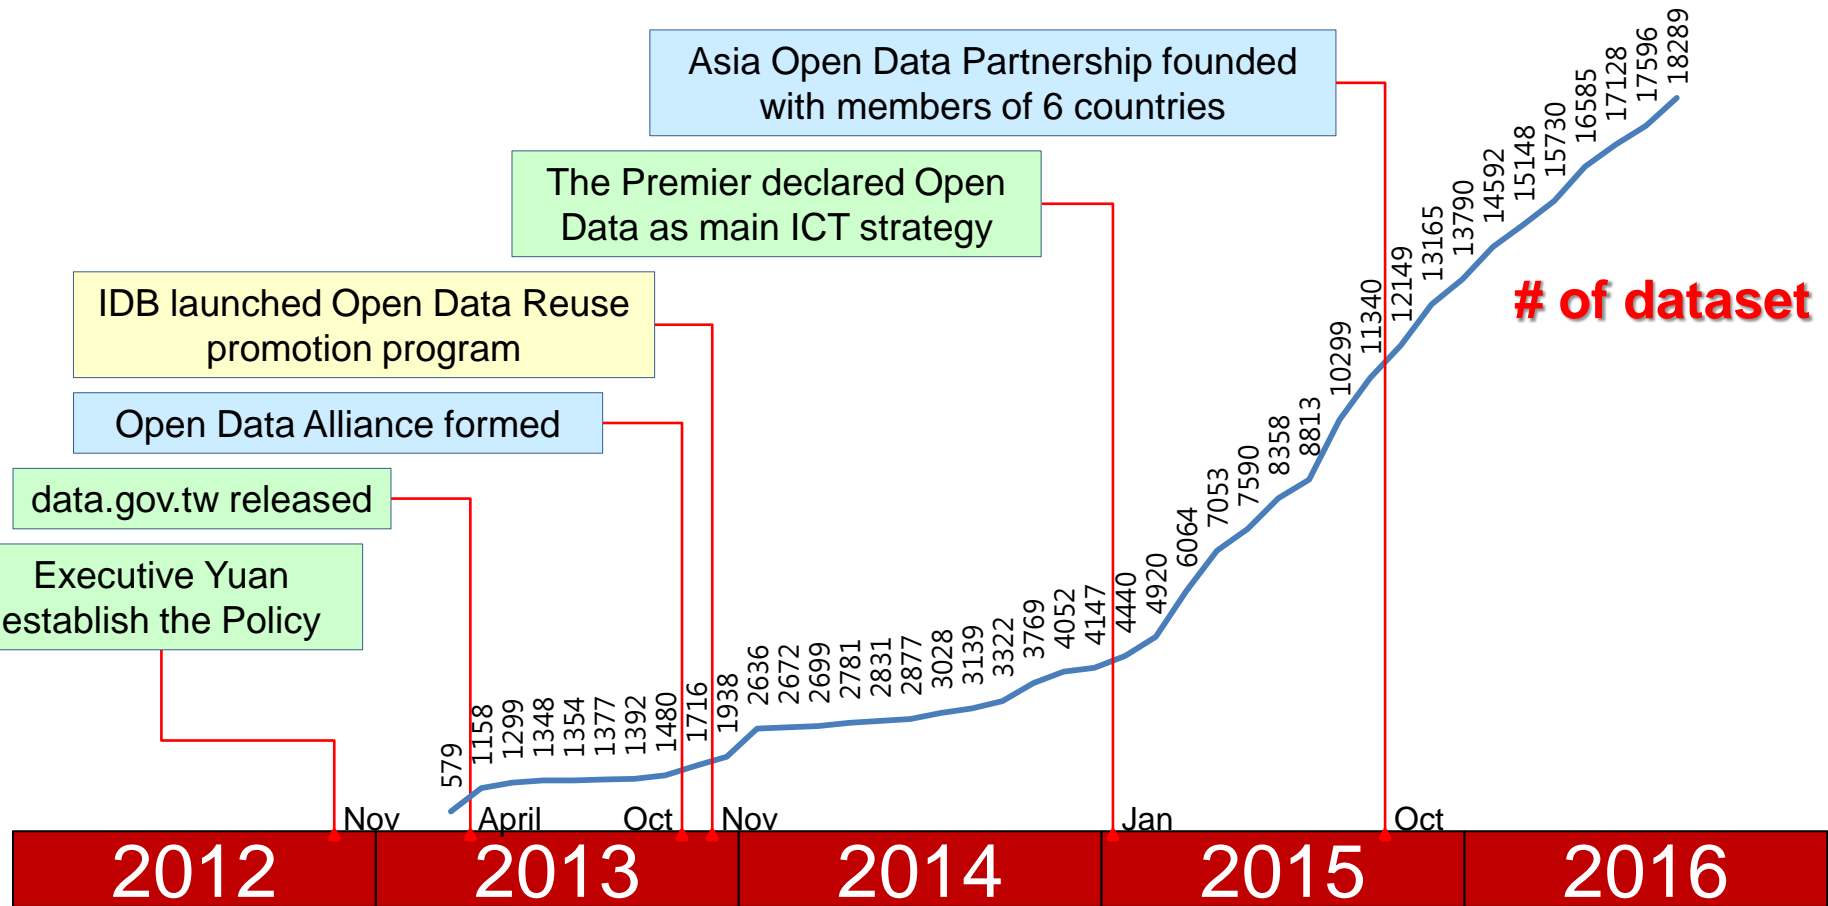 Asia Open Data Partnership founded
with members of 6 countries
The Premier declared Open
Data as main ICT strategy
IDB launched Open Data Reuse
promotion program
Open Data Alliance formed
data.gov.tw released
Executive Yuan
establish the Policy
# of dataset
579
1158
1299
1348
1354
1377
1392
1480
1716
1938
2636
2672
2699
2781
2831
2877
3028
3139
3322
3769
4052
4147
4440
4920
6064
7053
7590
8358
8813
10299
11340
12149
13165
13790
14592
15148
15730
16585
17128
17596
18289
Nov
April
Oct
Nov
Jan
Oct
2012
2013
2014
2015
2016